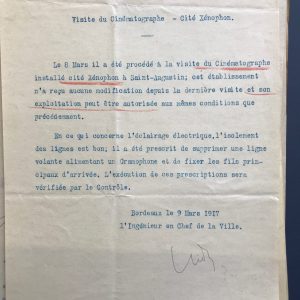 Visite du Cinématographe - Cité Xénophon.
Le 8 Mars il a été procédé à la visite du Cinématographe
installé cité Xénophon à Saint-Augustin; cet établissement
n'a reçu aucune modification depuis la dernière visite et son
exploitation peut être autorisée aux mêmes conditions que
précédemment.
En ce qui concerne l'éclairage électrique, l'isolement
des lignes est bon; il a été prescrit de supprimer une ligne
volante alimentant un Gramophone et de fixer les fils prin-
cipaux d'arrivée. L'exécution de ces prescriptions sera
vérifiée par le Contrôle.
Bordeaux le 9 Mars 1917
l'Ingénieur en Chef de la Ville.